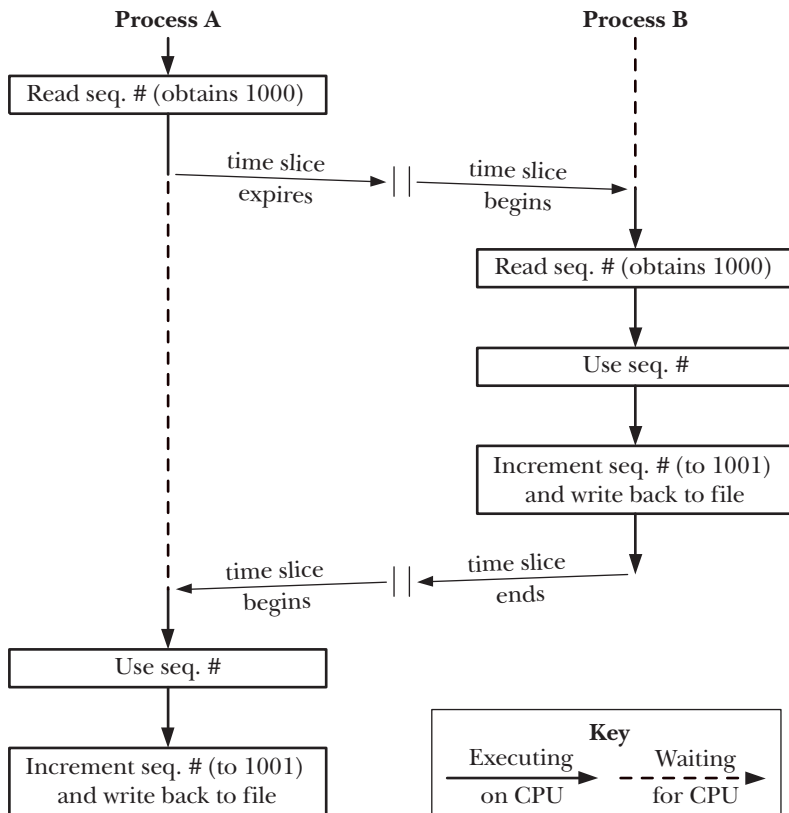 Process A
Process B
Read seq. # (obtains 1000)
time slice
expires
time slice
begins
Read seq. # (obtains 1000)
Use seq. #
Increment seq. # (to 1001)
and write back to file
time slice
ends
time slice
begins
Use seq. #
Increment seq. # (to 1001)
and write back to file
Key
Executing
on CPU
Waiting
for CPU